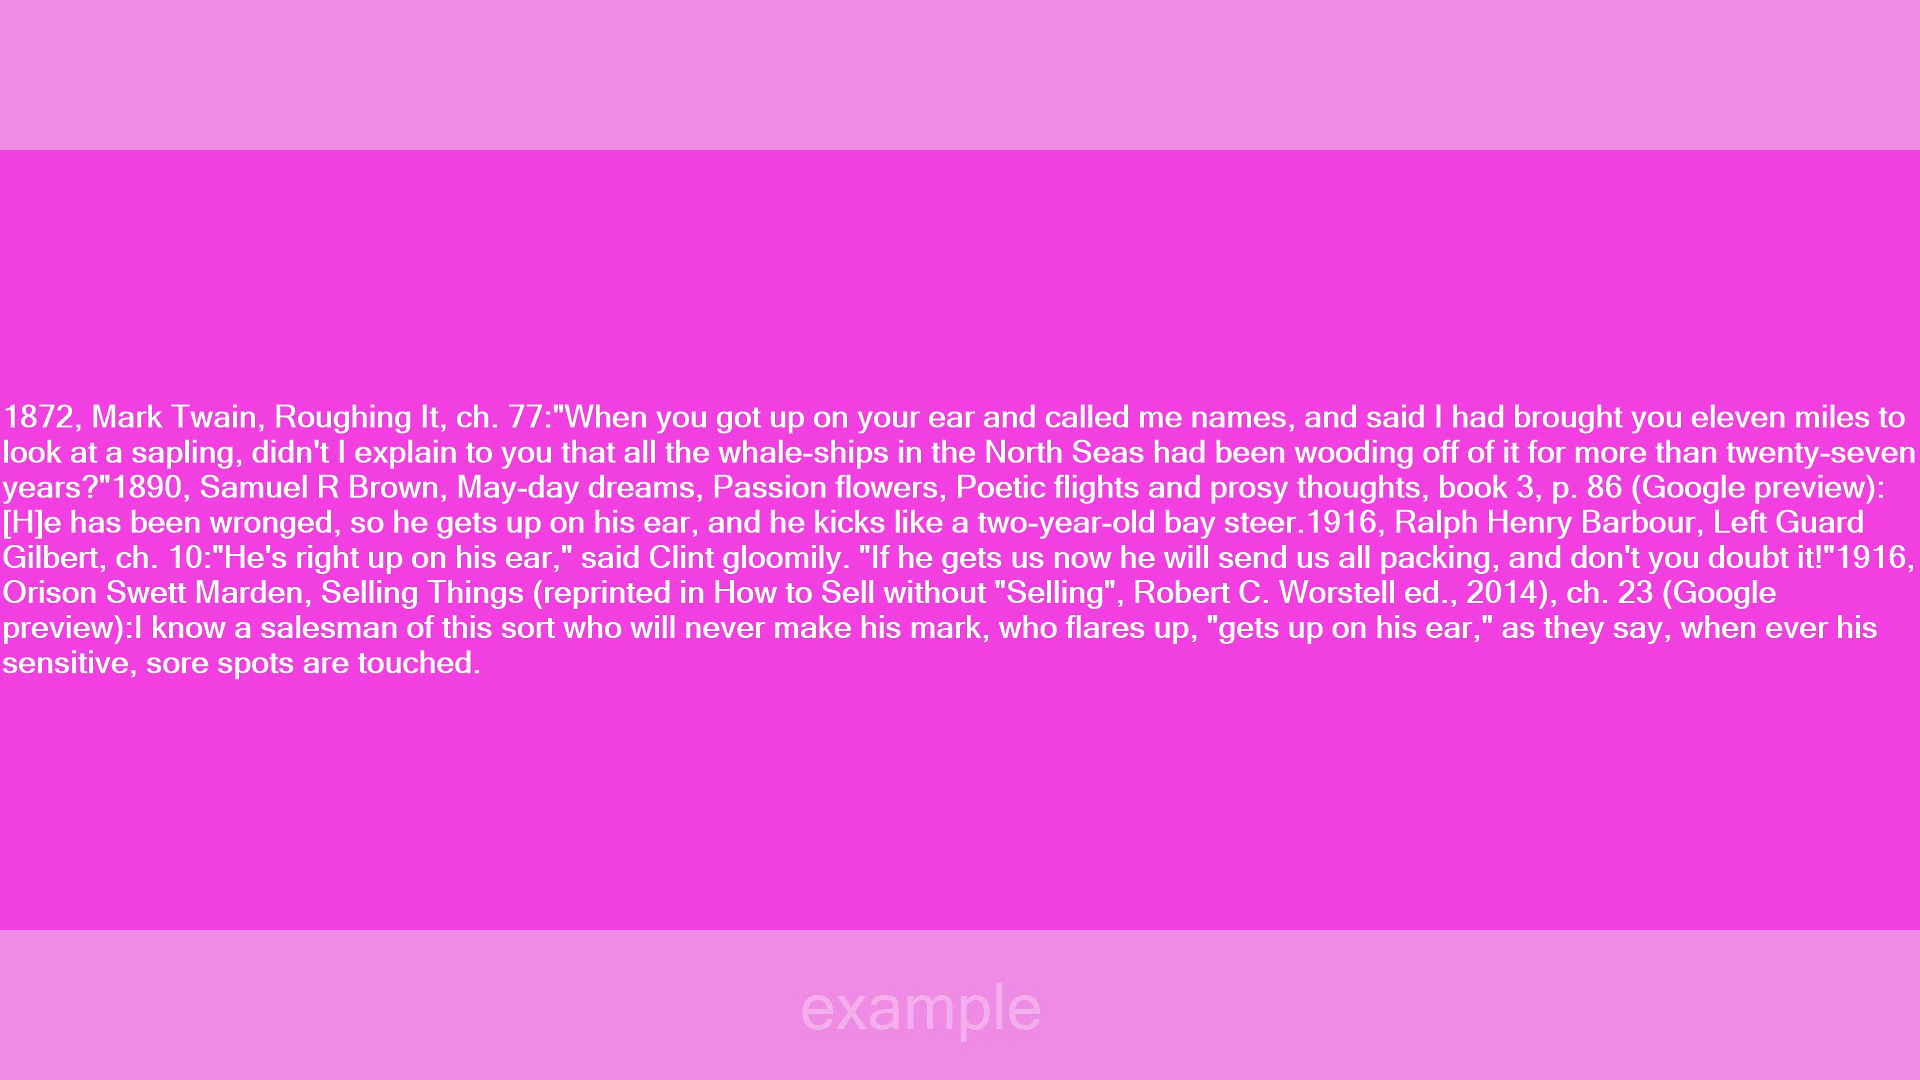 1872, Mark Twain, Roughing It, ch. 77:"When you got up on your ear and called me names, and said I had brought you eleven miles to
look at a sapling, didn't I explain to you that all the whale-ships in the North Seas had been wooding off of it for more than twenty-seven
years?"1890, Samuel R Brown, May-day dreams, Passion flowers, Poetic flights and prosy thoughts, book 3, p. 86 (Google preview):
[H]e has been wronged, so he gets up on his ear, and he kicks like a two-year-old bay steer.1916, Ralph Henry Barbour, Left Guard
Gilbert, ch. 10:"He's right up on his ear," said Clint gloomily. "If he gets us now he will send us all packing, and don't you doubt it!"1916,
Orison Swett Marden, Selling Things (reprinted in How to Sell without "Selling", Robert C. Worstell ed., 2014), ch. 23 (Google
preview):I know a salesman of this sort who will never make his mark, who flares up, "gets up on his ear," as they say, when ever his
sensitive, sore spots are touched.
example